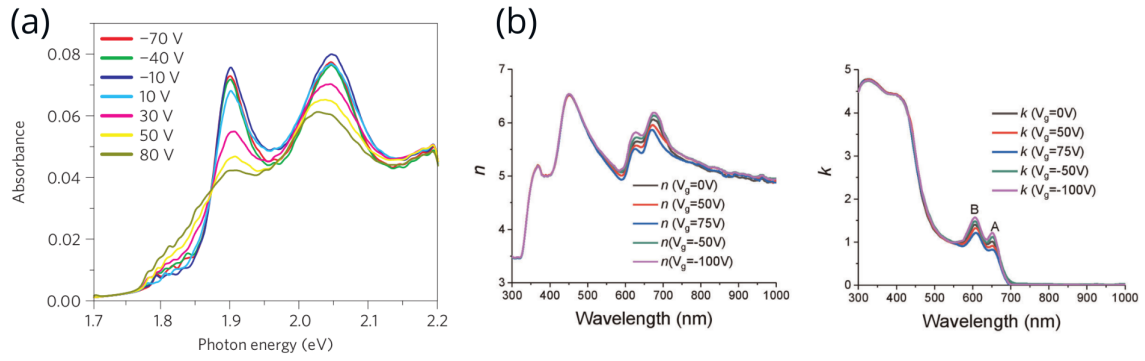 (a)
Absorbance
0.08
0.06
0.04
0.02
0.00
−70 V
−40 V
−10 V
10 V
30 V
50 V
80 V
1.7
1.8
1.9
2.0
2.1
2.2
Photon energy (eV)
(b)
n
7
6
5
4
3
n (Vg=0V)
n (Vg=50V)
n (Vg=75V)
n(Vg=-50V)
n(Vg=-100V)
300 400 500 600 700 800 900 1000
Wavelength (nm)
k
5
4
3
2
1
0
k (Vg=0V)
k (Vg=50V)
k (Vg=75V)
k (Vg=-50V)
k (Vg=-100V)
B
A
300 400 500 600 700 800 900 1000
Wavelength (nm)